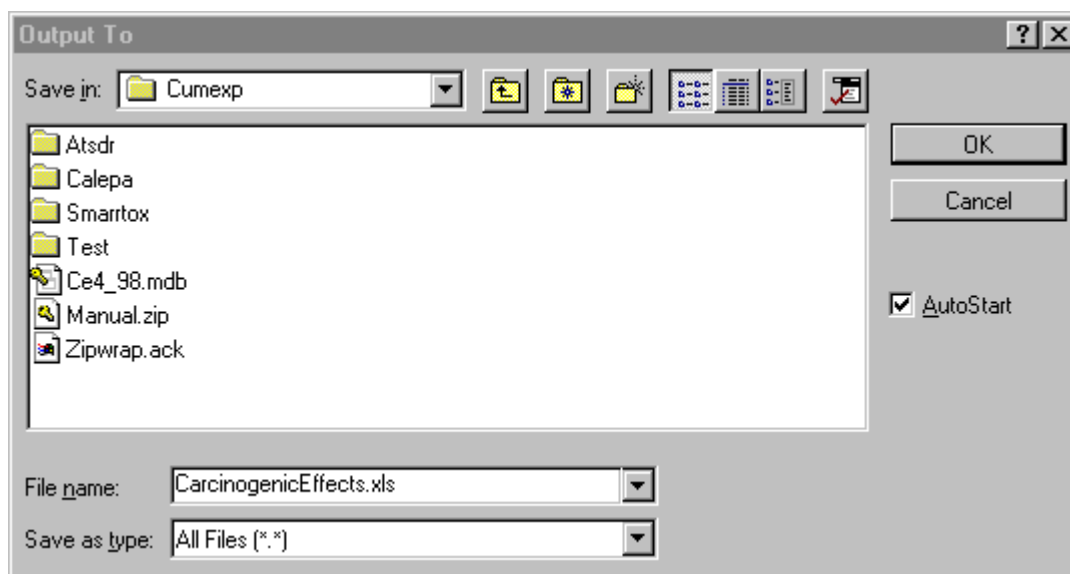 Output To
Save in: Cumexp
Atsdr
Calepa
Smarrtox
Test
Ce4_98.mdb
Manual.zip
Zipwrap.ack
OK
Cancel
AutoStart
File name: CarcinogenicEffects.xls
Save as type: All Files (*.*)